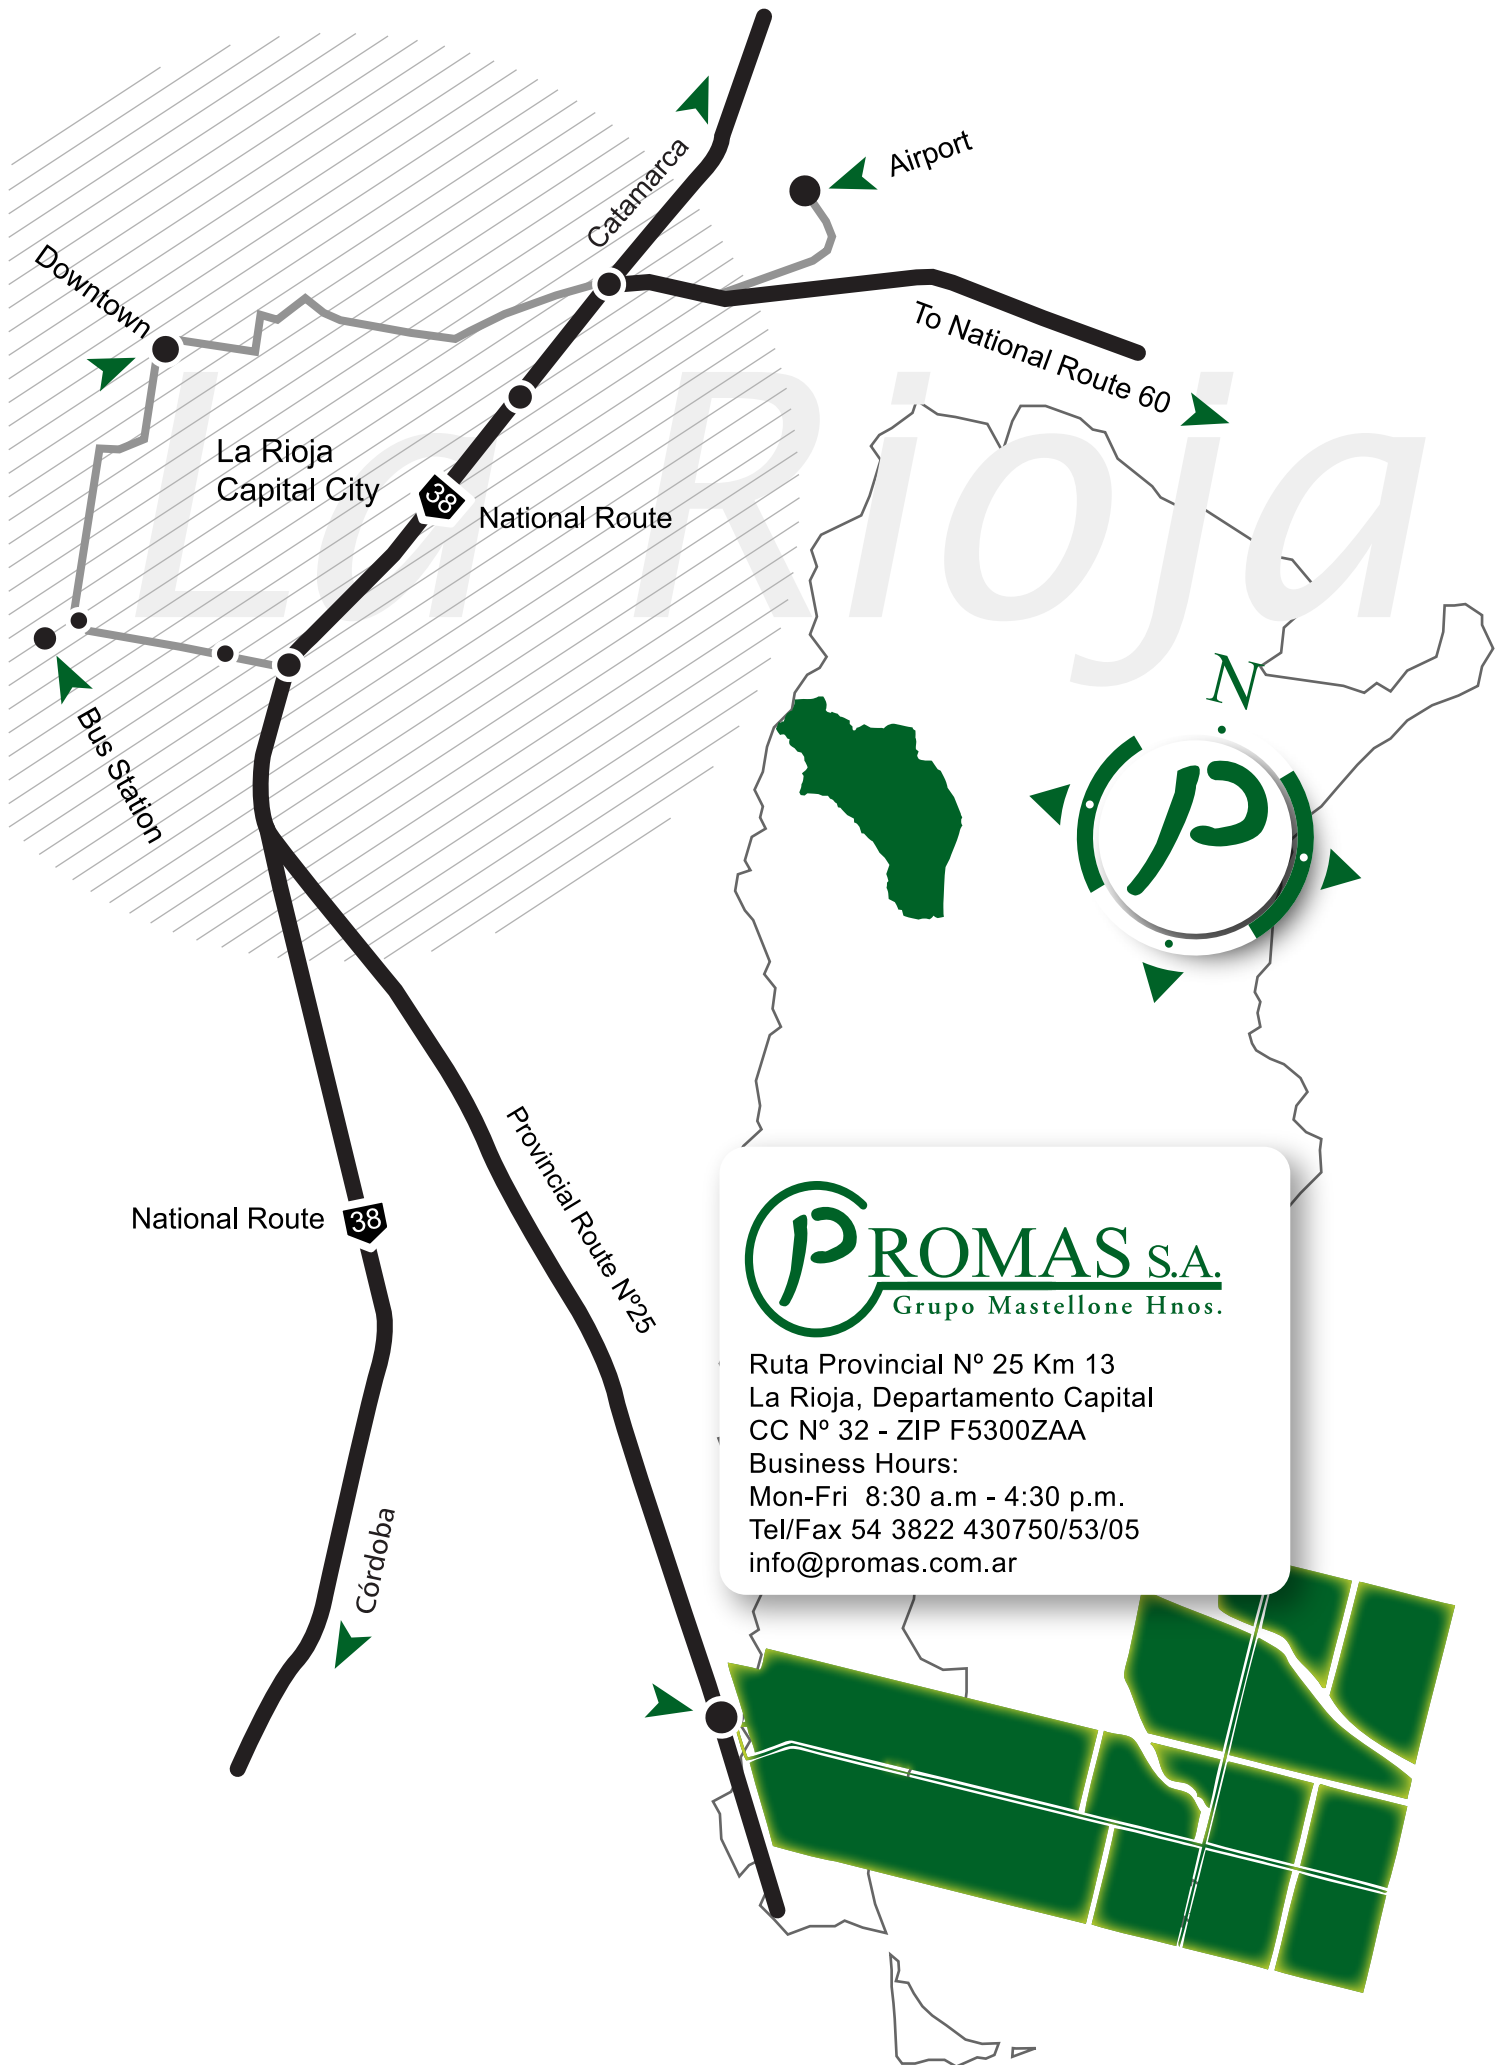 Catamarca
Airport
Downtown
To National Route 60
La Rioja
La Rioja
Capital City
38
National Route
N
Bus Station
P
Provincial Route Nº25
National Route
38
PROMAS S.A.
Grupo Mastellone Hnos.
Ruta Provincial Nº 25 Km 13
La Rioja, Departamento Capital
CC Nº 32 - ZIP F5300ZAA
Business Hours:
Mon-Fri 8:30 a.m - 4:30 p.m.
Tel/Fax 54 3822 430750/53/05
info@promas.com.ar
Córdoba